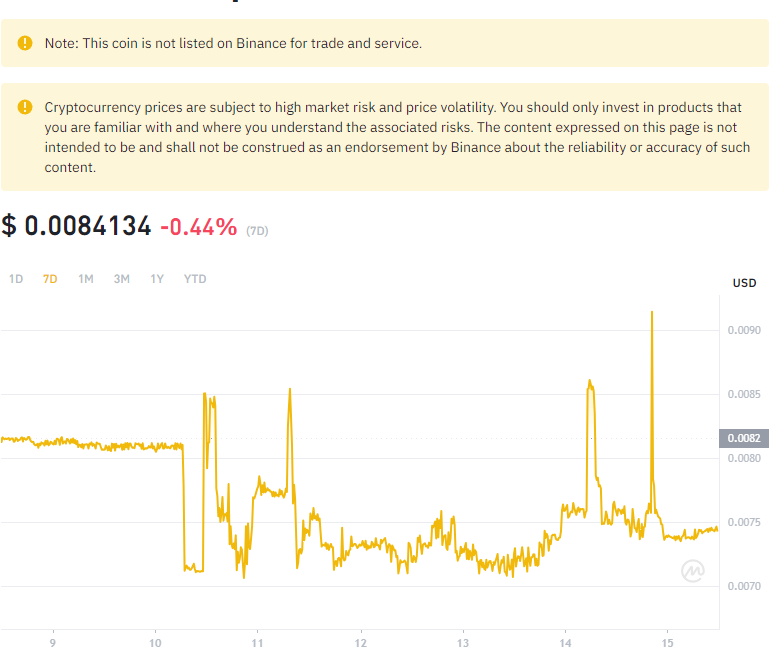 Note: This coin is not listed on Binance for trade and service.
Cryptocurrency prices are subject to high market risk and price volatility. You should only invest in products that
you are familiar with and where you understand the associated risks. The content expressed on this page is not
intended to be and shall not be construed as an endorsement by Binance about the reliability or accuracy of such
content.
$ 0.0084134 -0.44% (7D)
1D 7D 1M 3M 1Y YTD
USD
0.0090
0.0085
0.0082
0.0080
0.0075
0.0070
9 10 11 12 13 14 15